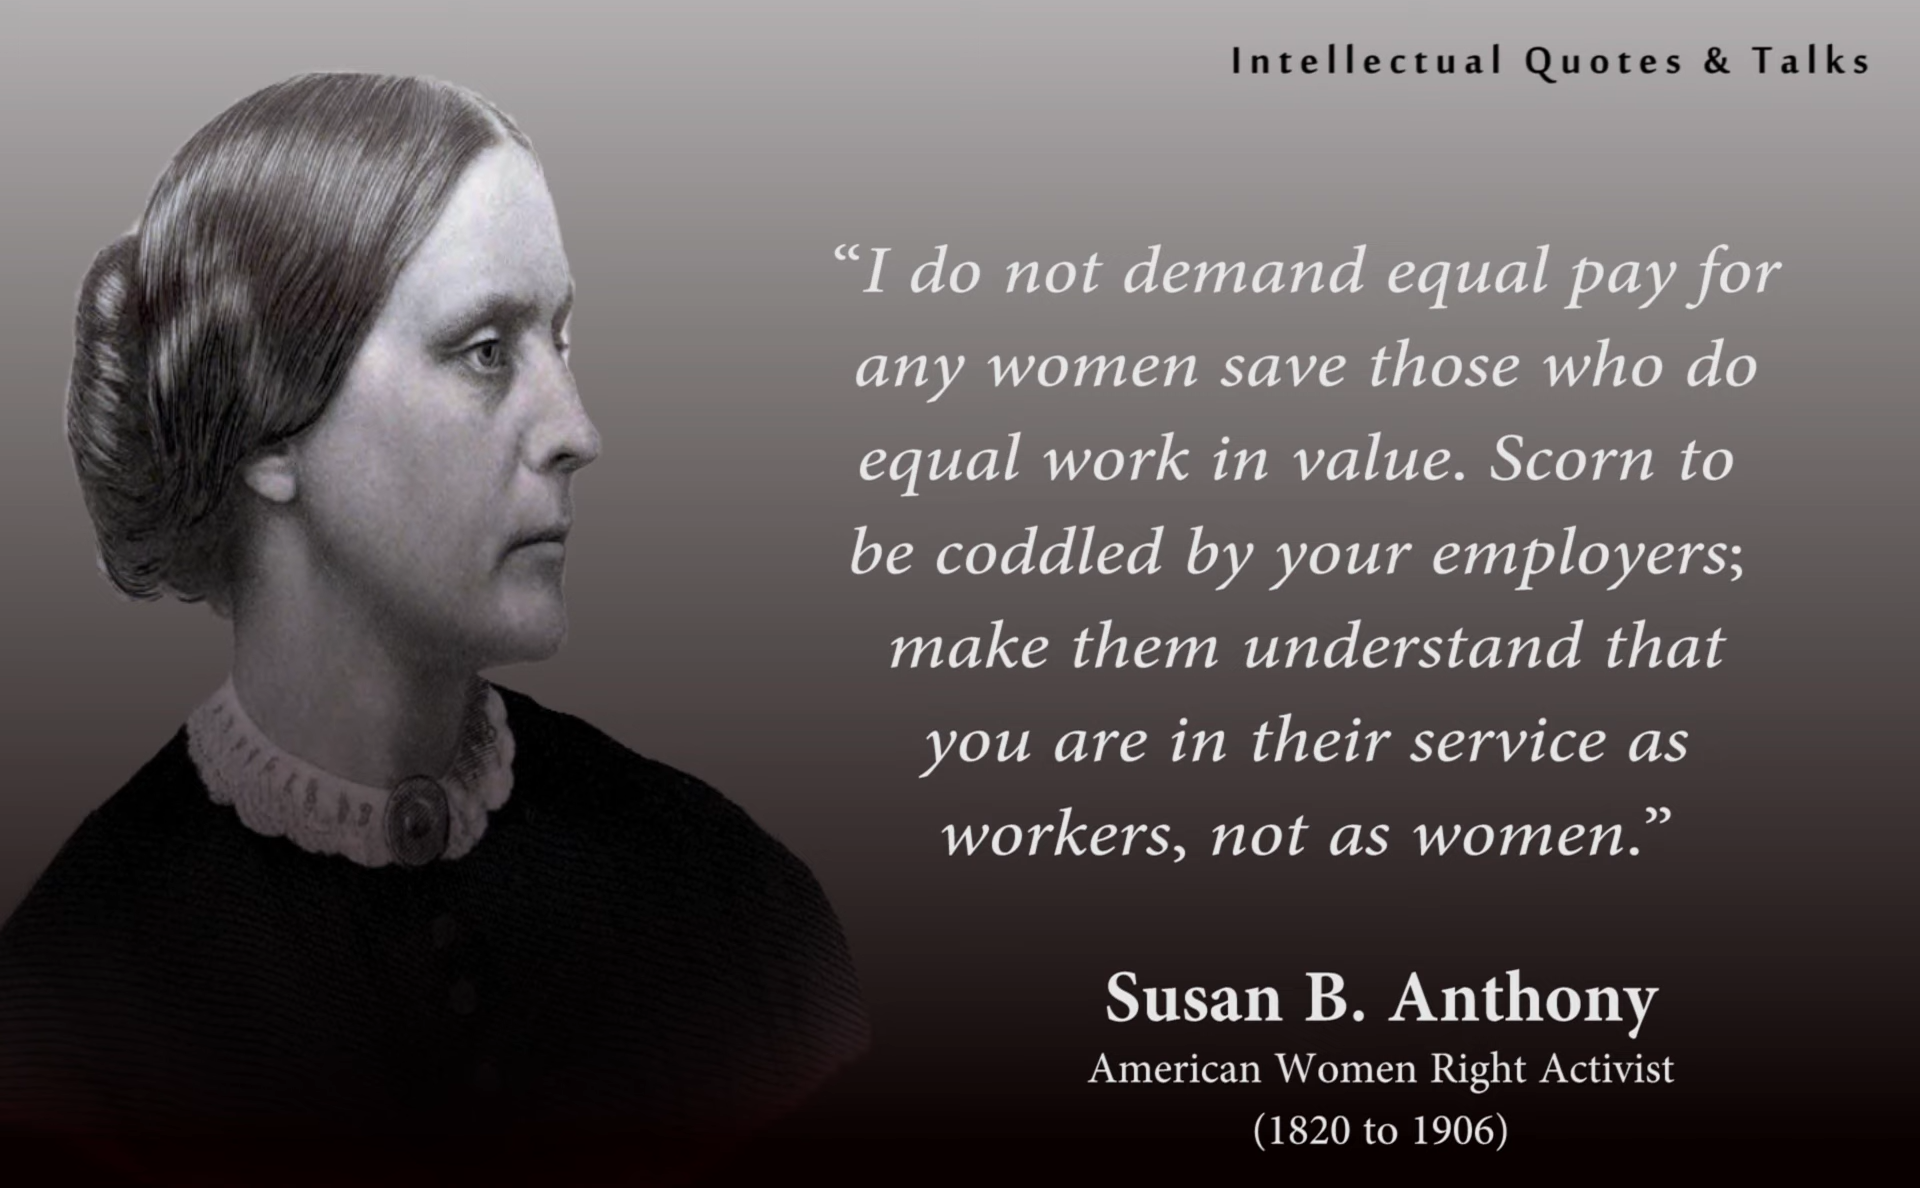 Intellectual Quotes & Talks
“I do not demand equal pay for
any women save those who do
equal work in value. Scorn to
be coddled by your employers;
make them understand that
you are in their service as
workers, not as women.”
Susan B. Anthony
American Women Right Activist
(1820 to 1906)